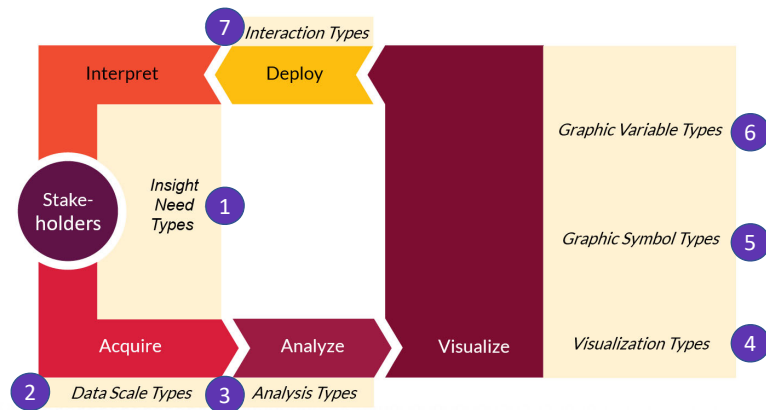 7
Interaction Types
Interpret
Deploy
Graphic Variable Types
6
Stake-
holders
Insight
Need
Types
1
Graphic Symbol Types
5
Acquire
Analyze
Visualize
Visualization Types
4
2
Data Scale Types
3
Analysis Types